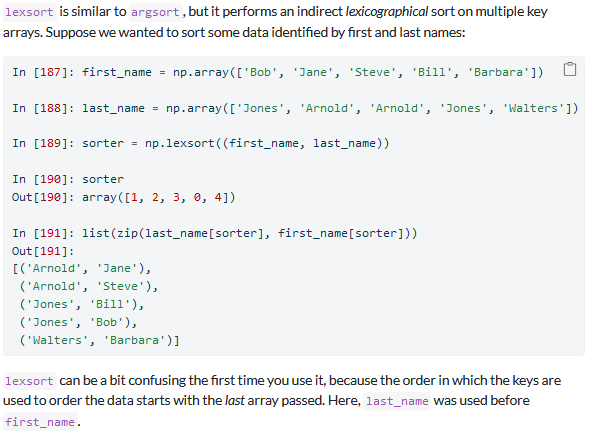 lexsort is similar to argsort, but it performs an indirect lexicographical sort on multiple key
arrays. Suppose we wanted to sort some data identified by first and last names:
In [187]: first_name = np.array(['Bob', 'Jane', 'Steve', 'Bill', 'Barbara'])
In [188]: last_name = np.array(['Jones', 'Arnold', 'Arnold', 'Jones', 'Walters'])
In [189]: sorter = np.lexsort((first_name, last_name))
In [190]: sorter
Out[190]: array([1, 2, 3, 0, 4])
In [191]: list(zip(last_name[sorter], first_name[sorter]))
Out[191]:
[('Arnold', 'Jane'),
 ('Arnold', 'Steve'),
 ('Jones', 'Bill'),
 ('Jones', 'Bob'),
 ('Walters', 'Barbara')]
lexsort can be a bit confusing the first time you use it, because the order in which the keys are
used to order the data starts with the last array passed. Here, last_name was used before
first_name.